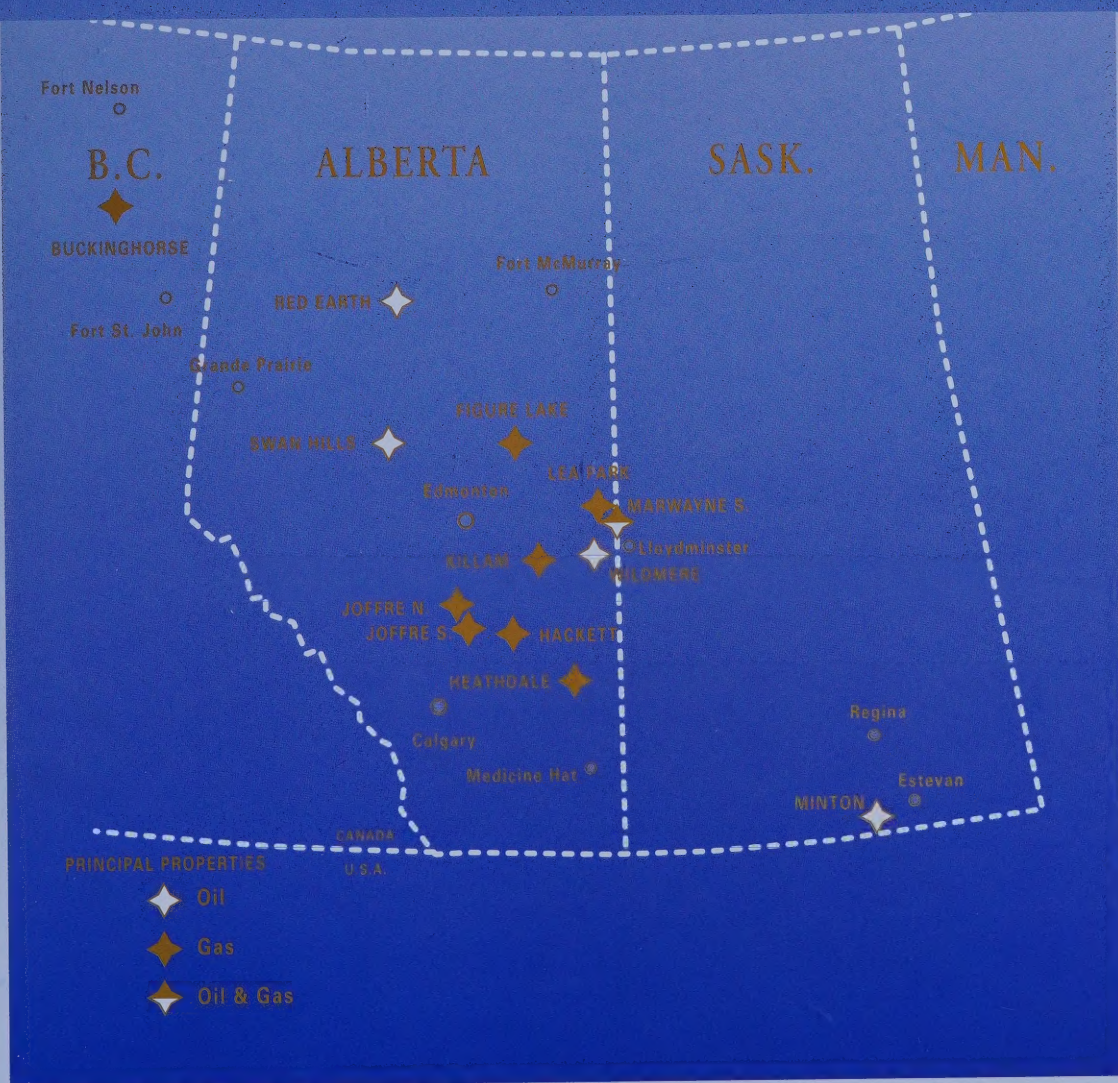 Fort Nelson
B.C.
ALBERTA
SASK.
MAN.
BUCKINGHORSE
Fort McMurray
RED EARTH
Fort St. John
Grande Prairie
FIGURE LAKE
SWAN HILLS
LEA PARK
Edmonton
MARWAYNE S.
Lloydminster
KILLAM
WILDMERE
JOFFRE N.
JOFFRE S.
HACKETT
HEATHDALE
Regina
Calgary
Medicine Hat
Estevan
MINTON
CANADA
U.S.A.
PRINCIPAL PROPERTIES
Oil
Gas
Oil & Gas